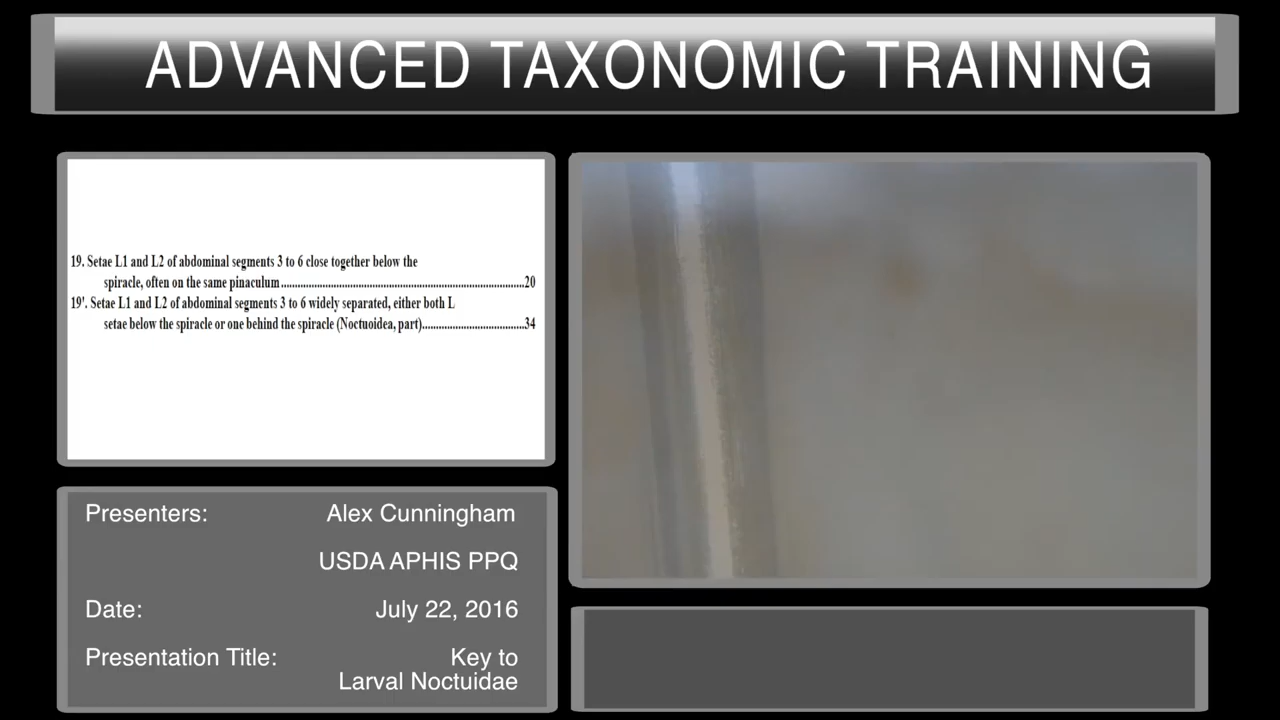 ADVANCED TAXONOMIC TRAINING
19. Setae L1 and L2 of abdominal segments 3 to 6 close together below the
spiracle, often on the same pinaculum....................................................................................20
19'. Setae L1 and L2 of abdominal segments 3 to 6 widely separated, either both L
setae below the spiracle or one behind the spiracle (Noctuoidea, part)...................................34
Presenters: Alex Cunningham
USDA APHIS PPQ
Date: July 22, 2016
Presentation Title: Key to
Larval Noctuidae